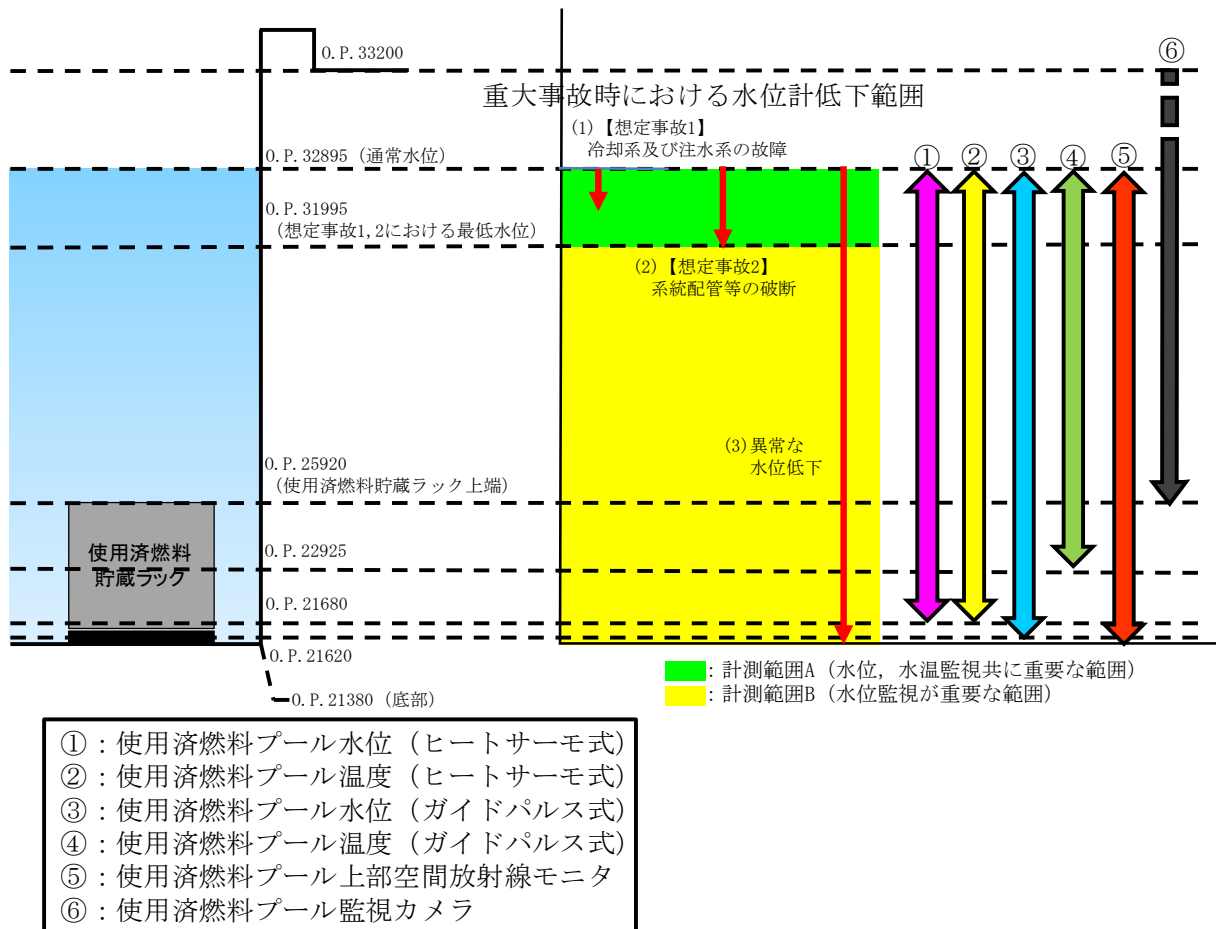 O.P.33200
⑥
重大事故時における水位計低下範囲
(1)【想定事故1】
冷却系及び注水系の故障
O.P.32895（通常水位）
① ② ③ ④ ⑤
O.P.31995
（想定事故1,2における最低水位）
(2)【想定事故2】
系統配管等の破断
(3)異常な
水位低下
O.P.25920
（使用済燃料貯蔵ラック上端）
使用済燃料
貯蔵ラック
O.P.22925
O.P.21680
O.P.21620
O.P.21380（底部）
：計測範囲A（水位，水温監視共に重要な範囲）
：計測範囲B（水位監視が重要な範囲）
①：使用済燃料プール水位（ヒートサーモ式）
②：使用済燃料プール温度（ヒートサーモ式）
③：使用済燃料プール水位（ガイドパルス式）
④：使用済燃料プール温度（ガイドパルス式）
⑤：使用済燃料プール上部空間放射線モニタ
⑥：使用済燃料プール監視カメラ